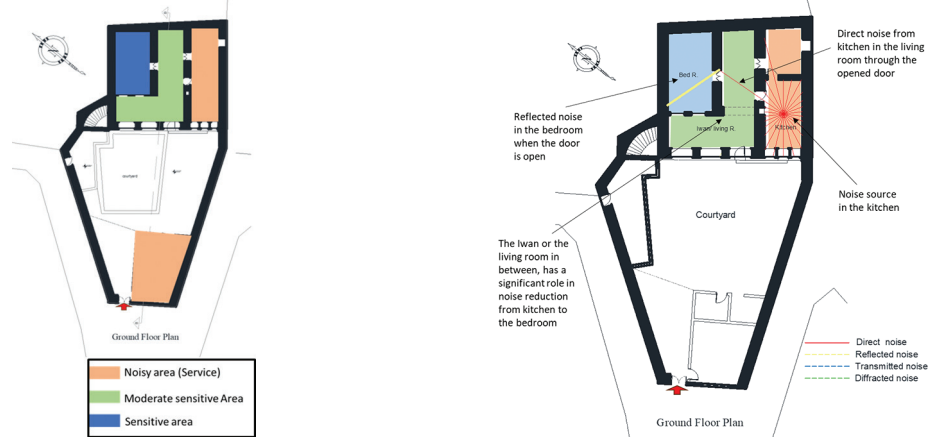 courtyard
Ground Floor Plan
Noisy area (Service)
Moderate sensitive Area
Sensitive area
Direct noise from
kitchen in the living
room through the
opened door
Bed R.
Reflected noise
in the bedroom
when the door
is open
Iwan/ living R.
Kitchen
Noise source
in the kitchen
Courtyard
The Iwan or the
living room in
between, has a
significant role in
noise reduction
from kitchen to
the bedroom
Direct noise
Reflected noise
Transmitted noise
Diffracted noise
Ground Floor Plan